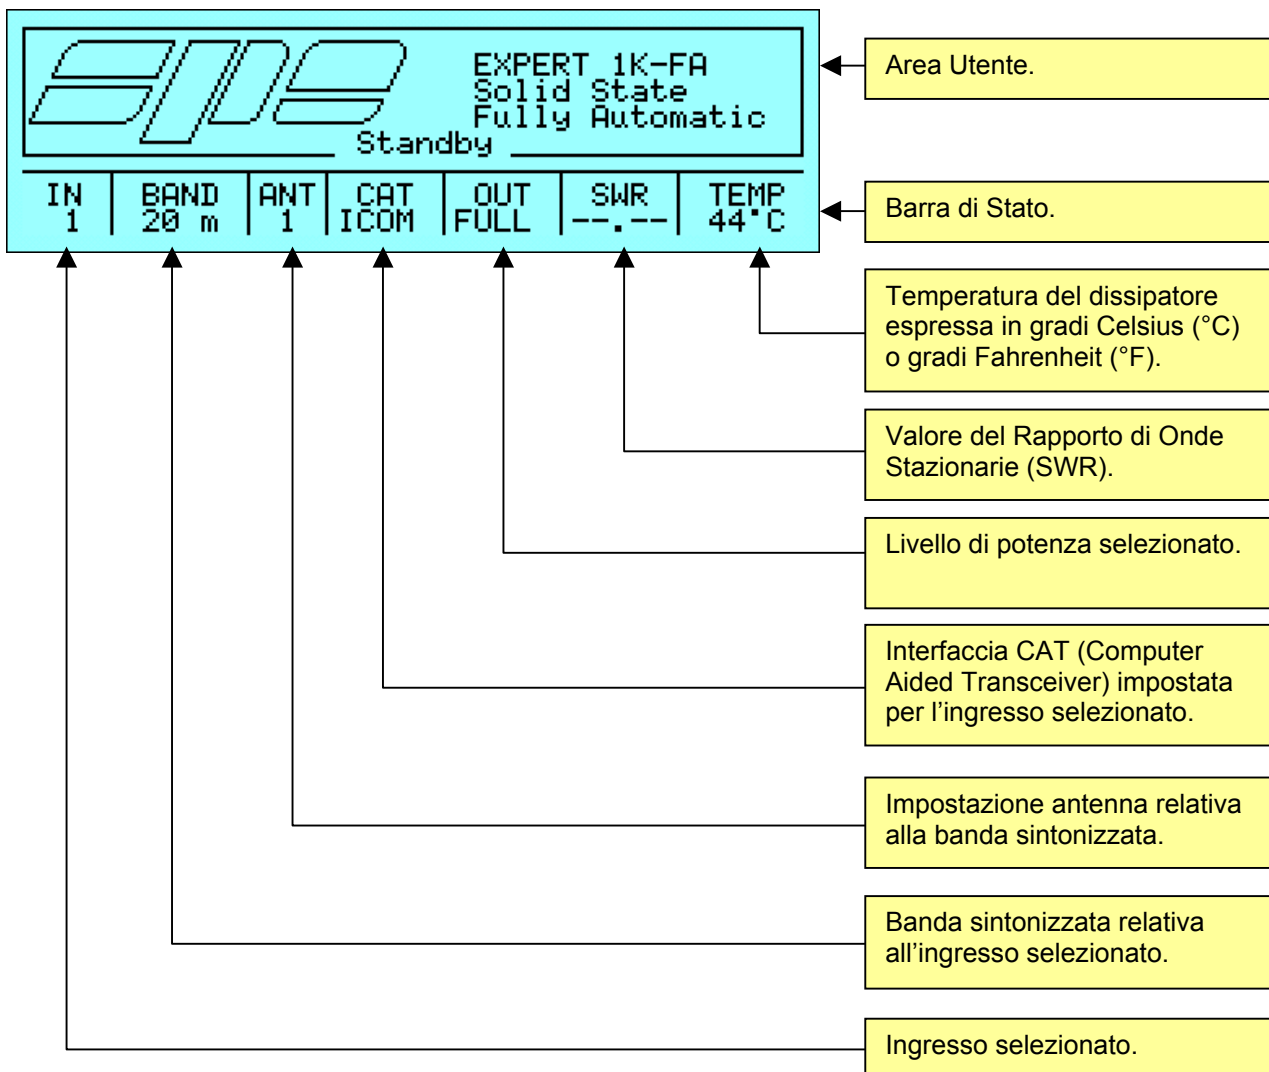 spe
EXPERT 1K-FA
Solid State
Fully Automatic
Standby
IN BAND ANT CAT OUT SWR TEMP
1 20 m 1 ICOM FULL --.-- 44°C
Area Utente.
Barra di Stato.
Temperatura del dissipatore
espressa in gradi Celsius (°C)
o gradi Fahrenheit (°F).
Valore del Rapporto di Onde
Stazionarie (SWR).
Livello di potenza selezionato.
Interfaccia CAT (Computer
Aided Transceiver) impostata
per l’ingresso selezionato.
Impostazione antenna relativa
alla banda sintonizzata.
Banda sintonizzata relativa
all’ingresso selezionato.
Ingresso selezionato.